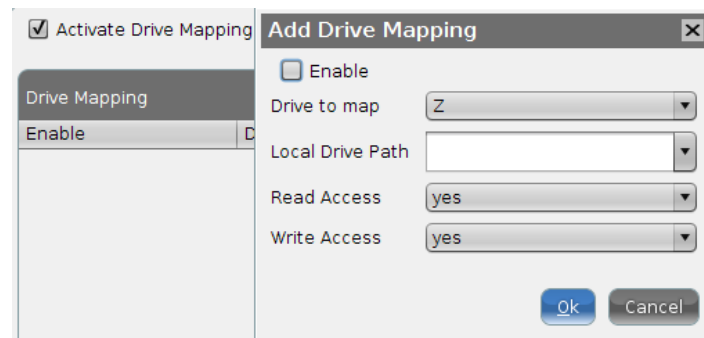 Activate Drive Mapping
Drive Mapping
Enable
D
Add Drive Mapping
Enable
Drive to map Z
Local Drive Path
Read Access yes
Write Access yes
Ok Cancel